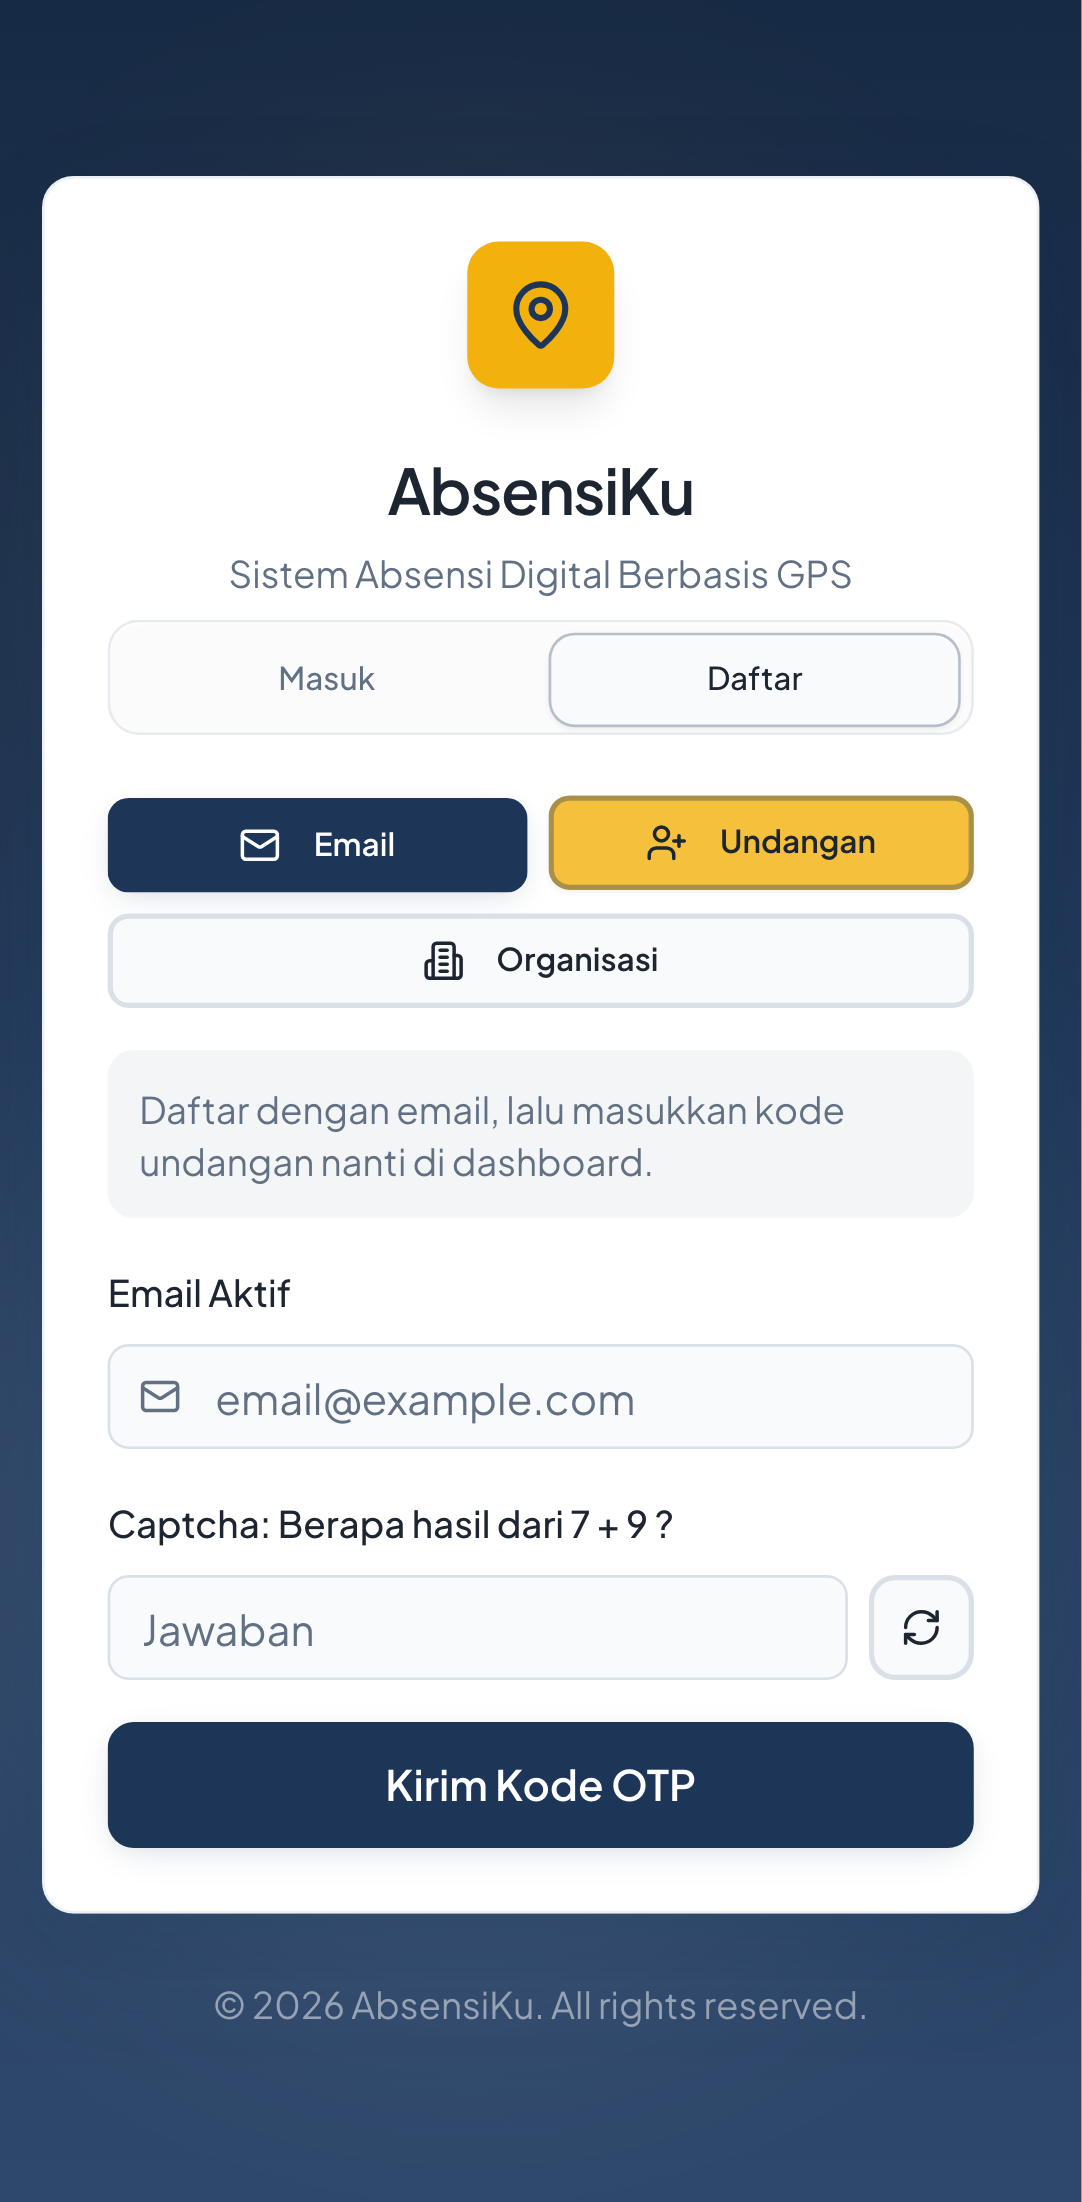 AbsensiKu
Sistem Absensi Digital Berbasis GPS
Masuk
Daftar
Email
Undangan
Organisasi
Daftar dengan email, lalu masukkan kode
undangan nanti di dashboard.
Email Aktif
email@example.com
Captcha: Berapa hasil dari 7 + 9 ?
Jawaban
Kirim Kode OTP
© 2026 AbsensiKu. All rights reserved.